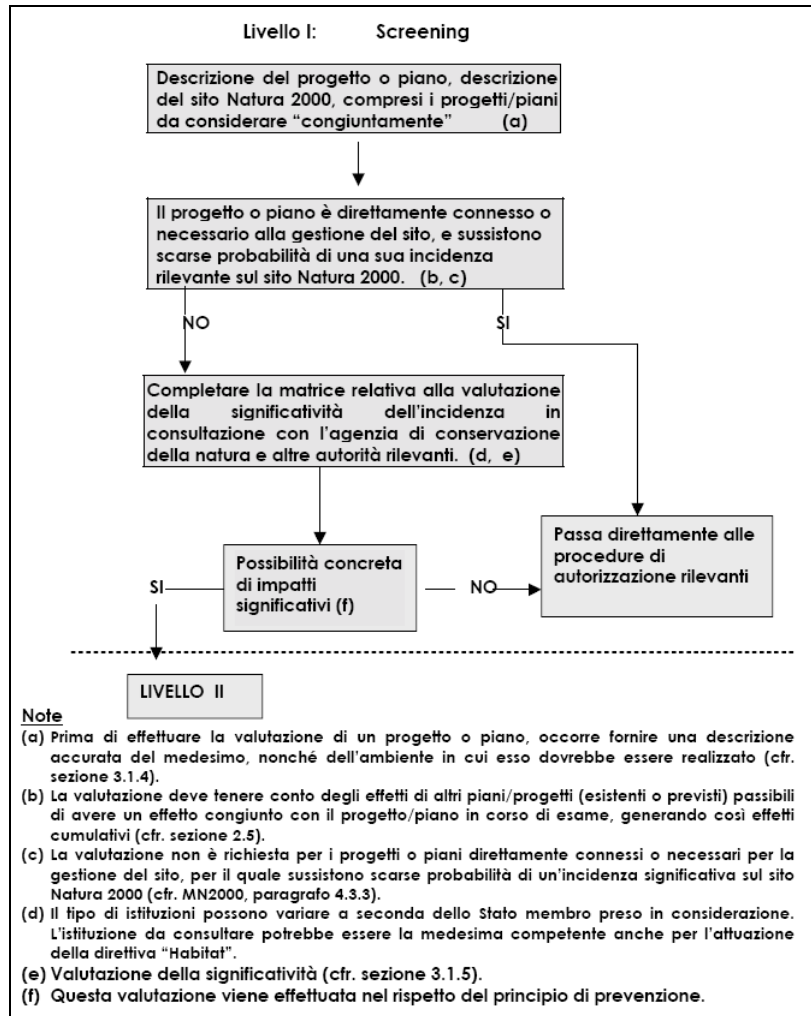 Livello I: Screening
Descrizione del progetto o piano, descrizione
del sito Natura 2000, compresi i progetti/piani
da considerare “congiuntamente” (a)
Il progetto o piano è direttamente connesso o
necessario alla gestione del sito, e sussistono
scarse probabilità di una sua incidenza
rilevante sul sito Natura 2000. (b, c)
NO
SI
Completare la matrice relativa alla valutazione
della significatività dell’incidenza in
consultazione con l’agenzia di conservazione
della natura e altre autorità rilevanti. (d, e)
Possibilità concreta
di impatti
significativi (f)
SI
NO
Passa direttamente alle
procedure di
autorizzazione rilevanti
LIVELLO II
Note
(a) Prima di effettuare la valutazione di un progetto o piano, occorre fornire una descrizione
accurata del medesimo, nonché dell’ambiente in cui esso dovrebbe essere realizzato (cfr.
sezione 3.1.4).
(b) La valutazione deve tenere conto degli effetti di altri piani/progetti (esistenti o previsti) passibili
di avere un effetto congiunto con il progetto/piano in corso di esame, generando così effetti
cumulativi (cfr. sezione 2.5).
(c) La valutazione non è richiesta per i progetti o piani direttamente connessi o necessari per la
gestione del sito, per il quale sussistono scarse probabilità di un’incidenza significativa sul sito
Natura 2000 (cfr. MN2000, paragrafo 4.3.3).
(d) Il tipo di istituzioni possono variare a seconda dello Stato membro preso in considerazione.
L’istituzione da consultare potrebbe essere la medesima competente anche per l’attuazione
della direttiva “Habitat”.
(e) Valutazione della significatività (cfr. sezione 3.1.5).
(f) Questa valutazione viene effettuata nel rispetto del principio di prevenzione.